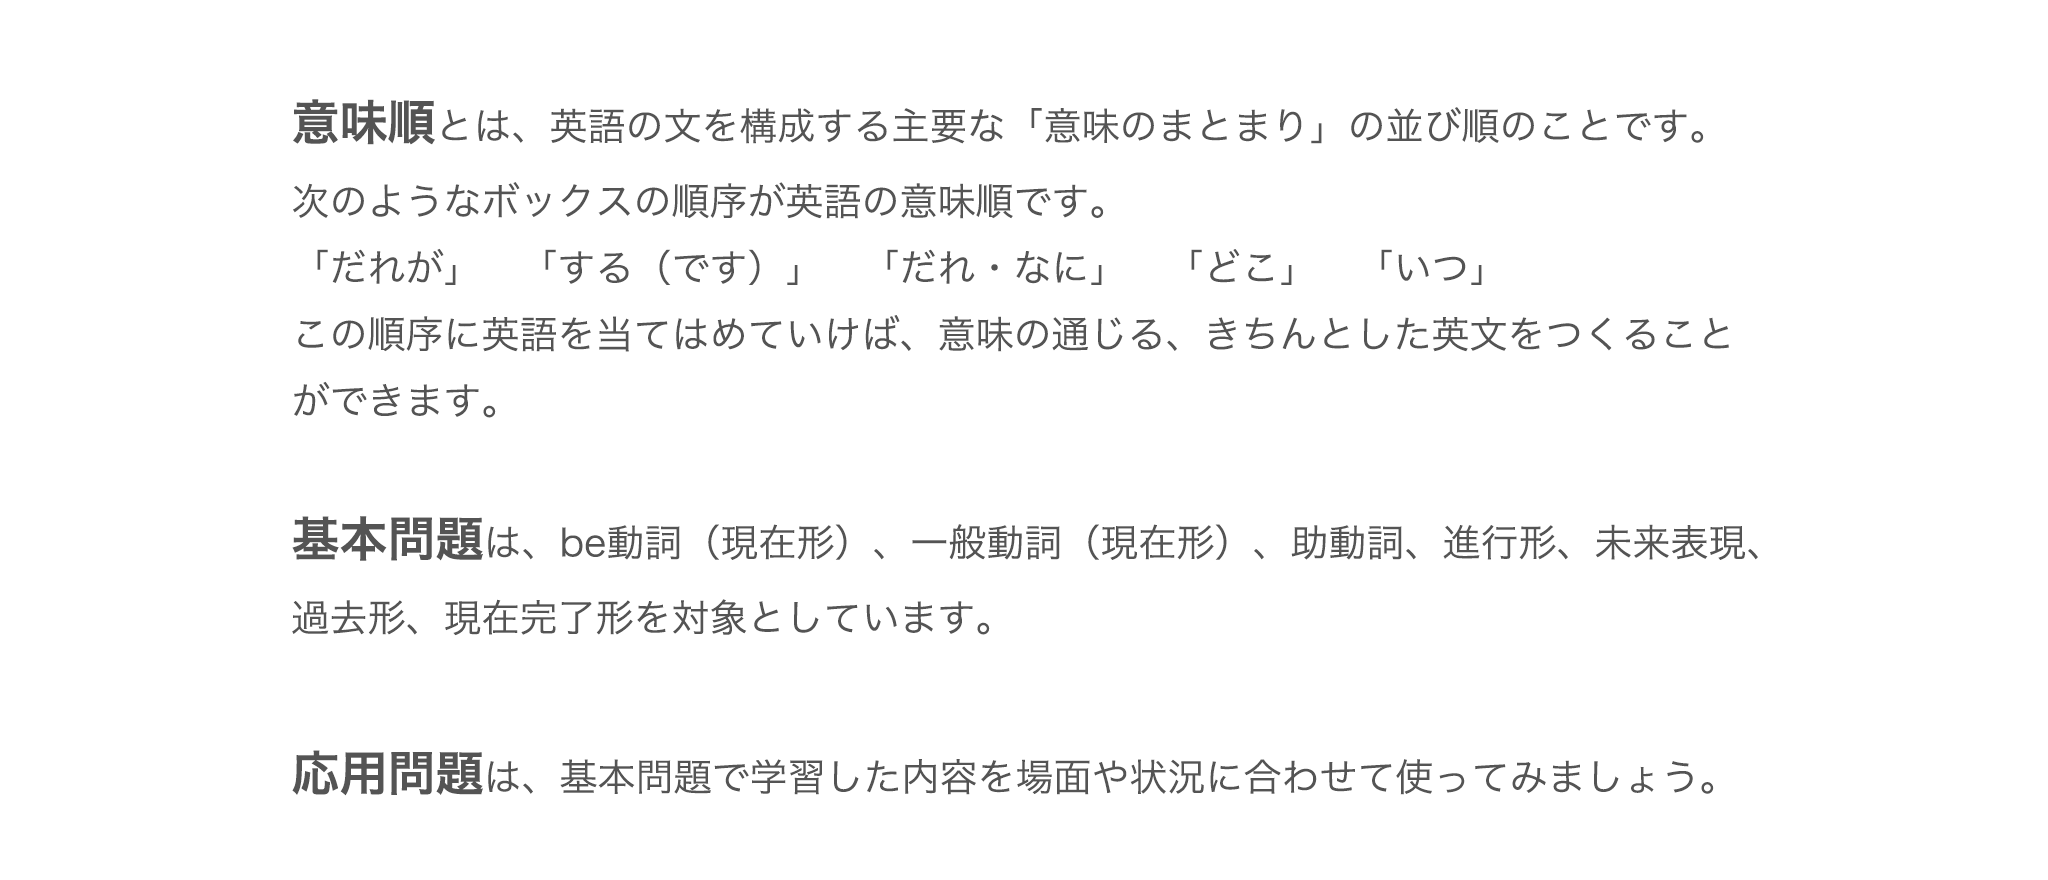 意味順とは、英語の文を構成する主要な「意味のまとまり」の並び順のことです。
次のようなボックスの順序が英語の意味順です。
「だれが」　「する（です）」　「だれ・なに」　「どこ」　「いつ」
この順序に英語を当てはめていけば、意味の通じる、きちんとした英文をつくること
ができます。
基本問題は、be動詞（現在形）、一般動詞（現在形）、助動詞、進行形、未来表現、
過去形、現在完了形を対象としています。
応用問題は、基本問題で学習した内容を場面や状況に合わせて使ってみましょう。